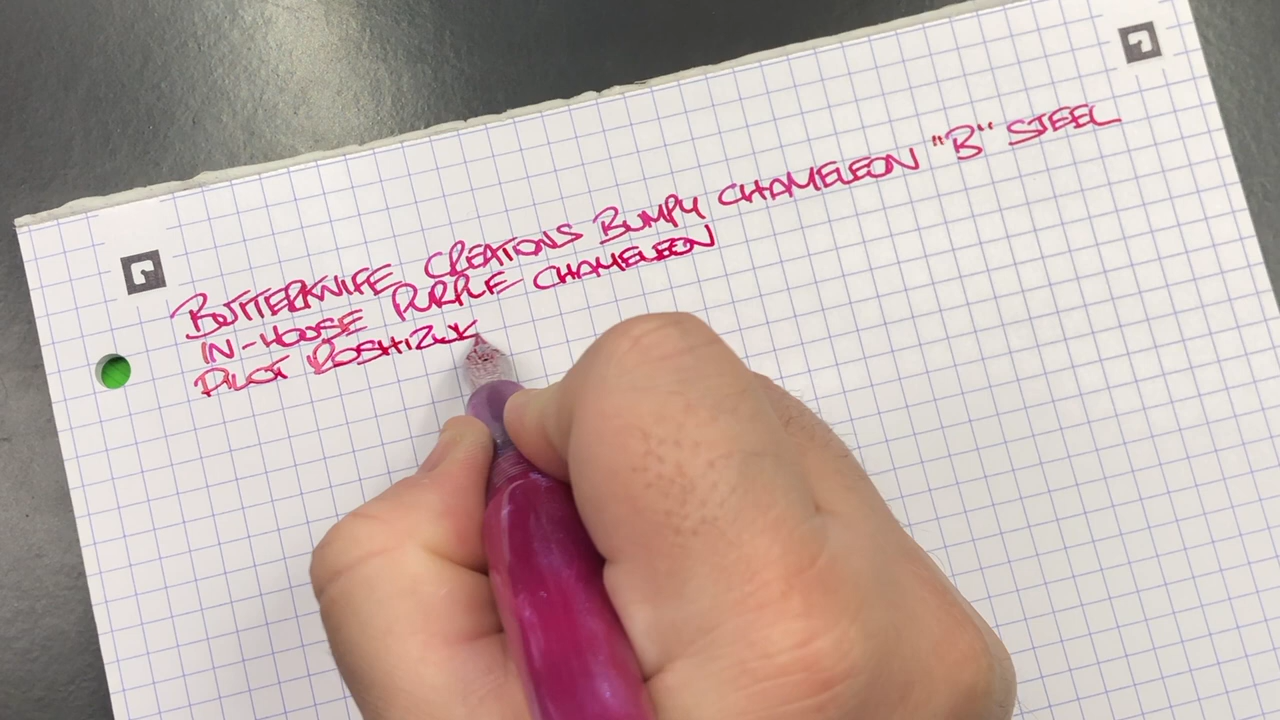 BUTTERKNIFE CREATIONS BUMPY CHAMELEON "B" STEEL
IN-HOUSE PURPLE CHAMELEON
PILOT IROSHIZUK